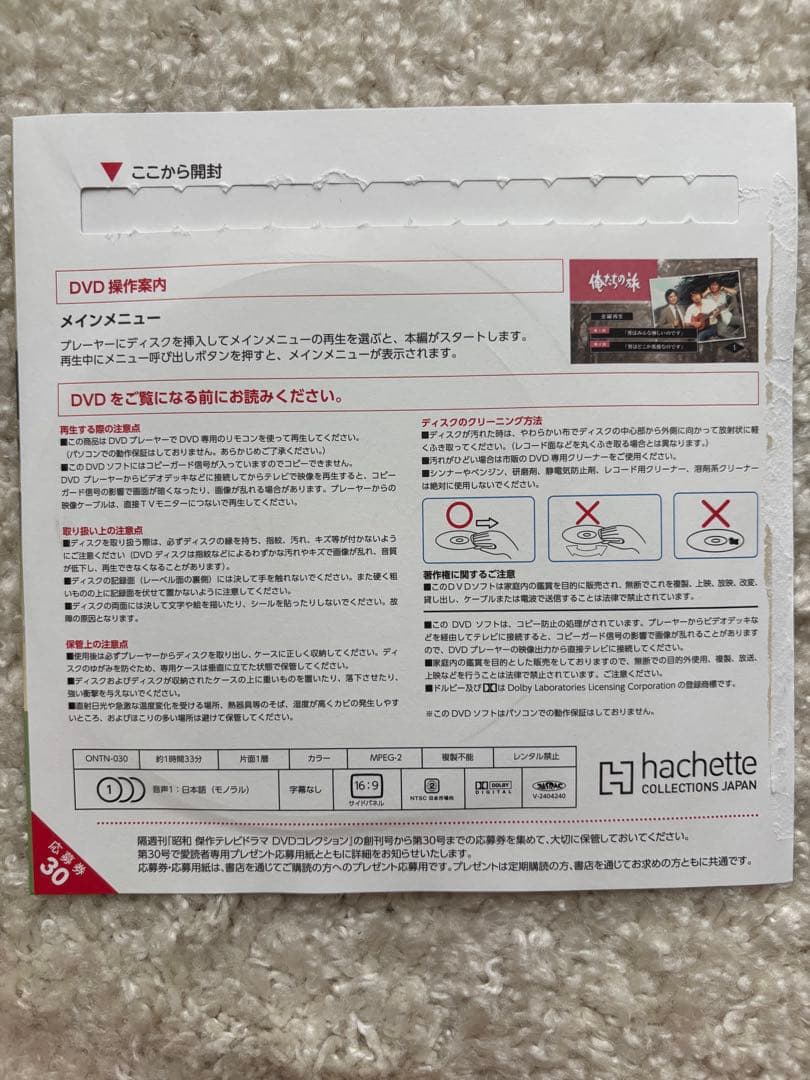 ここから開封
DVD 操作案内
メインメニュー
プレーヤーにディスクを挿入してメインメニューの再生を選ぶと、本編がスタートします。
再生中にメニュー呼び出しボタンを押すと、メインメニューが表示されます。
俺たちの旅
全編再生
第1話
「男はみんな淋しいのです」
第2話
「男はどこか馬鹿なのです」
1
DVD をご覧になる前にお読みください。
再生する際の注意点
■この商品は DVD プレーヤーで DVD 専用のリモコンを使って再生してください。
(パソコンでの動作保証はしておりません。あらかじめご了承ください。)
■この DVD ソフトにはコピーガード信号が入っていますのでコピーできません。
DVD プレーヤーからビデオデッキなどに接続してからテレビで映像を再生すると、コピー
ガード信号の影響で画面が暗くなったり、画像が乱れる場合があります。プレーヤーからの
映像ケーブルは、直接 T V モニターにつないで再生してください。
取り扱い上の注意点
■ディスクを取り扱う際は、必ずディスクの縁を持ち、指紋、汚れ、キズ等が付かないよう
にご注意ください (DVD ディスクは指紋などによるわずかな汚れやキズで画像が乱れ、音質
が低下し、再生できなくなることがあります)。
■ディスクの記録面 (レーベル面の裏側) には決して手を触れないでください。また硬く粗
いものの上に記録面を伏せて置かないように注意してください。
■ディスクの両面には決して文字や絵を描いたり、シールを貼ったりしないでください。故
障の原因となります。
保管上の注意点
■使用後は必ずプレーヤーからディスクを取り出し、ケースに正しく収納してください。ディ
スクのゆがみを防ぐため、専用ケースは垂直に立てた状態で保管してください。
■ディスクおよびディスクが収納されたケースの上に重いものを置いたり、落下させたり、
強い衝撃を与えないでください。
■直射日光や急激な温度変化を受ける場所、熱器具等のそば、湿度が高くカビの発生しやす
いところ、およびほこりの多い場所は避けて保管してください。
ディスクのクリーニング方法
■ディスクが汚れた時は、やわらかい布でディスクの中心部から外側に向かって放射状に軽
くふき取ってください。(レコード面などを丸くふき取る場合とは異なります。)
■汚れがひどい場合は市販の DVD 専用クリーナーをご使用ください。
■シンナーやベンジン、研磨剤、静電気防止剤、レコード用クリーナー、溶剤系クリーナー
は絶対に使用しないでください。
著作権に関するご注意
■この D V D ソフトは家庭内の鑑賞を目的に販売され、無断でこれを複製、上映、放映、改変、
貸し出し、ケーブルまたは電波で送信することは法律で禁止されています。
■この DVD ソフトは、コピー防止の処理がされています。プレーヤーからビデオデッキな
どを経由してテレビに接続すると、コピーガード信号の影響で画像が乱れることがあります
ので、DVD プレーヤーの映像出力から直接テレビに接続してください。
■家庭内の鑑賞を目的とした販売をしておりますので、無断での目的外使用、複製、放送、
上映などを行うことは法律で禁止されています。ご注意ください。
■ドルビー及びはDolby Laboratories Licensing Corporation の登録商標です。
※この DVD ソフトはパソコンでの動作保証はしておりません。
ONTN-030 約1時間33分 片面1層 カラー MPEG-2 複製不能 レンタル禁止
1 音声1:日本語 (モノラル) 字幕なし 16:9 サイドパネル 2 NTSC 日本市場向 DOLBY DIGITAL V-2404240
hachette
COLLECTIONS JAPAN
応募券
30
隔週刊「昭和 傑作テレビドラマ DVDコレクション」の創刊号から第30号までの応募券を集めて、大切に保管しておいてください。
第30号で愛読者専用プレゼント応募用紙とともに詳細をお知らせいたします。
応募券・応募用紙は、書店を通じてご購読の方へのプレゼント応募用です。プレゼントは定期購読の方、書店を通じてお求めの方ともに共通です。